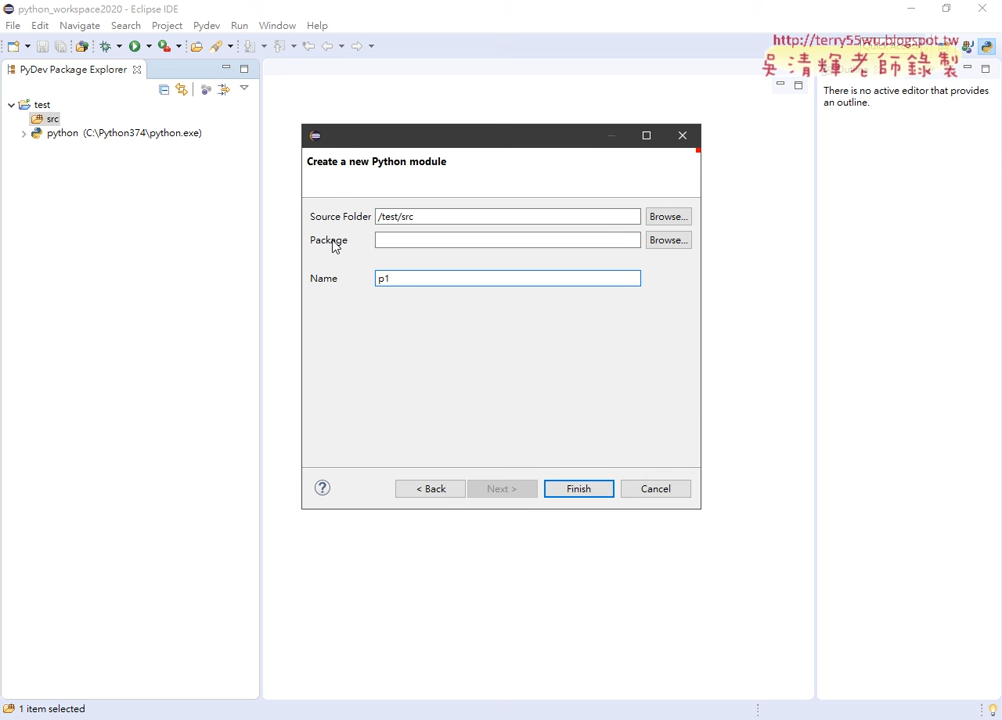 python_workspace2020 - Eclipse IDE
File Edit Navigate Search Project Pydev Run Window Help
http://terry55wu.blogspot.tw
吳清輝老師錄製
PyDev Package Explorer
There is no active editor that provides
an outline.
test
src
python (C:\Python374\python.exe)
Create a new Python module
Source Folder /test/src Browse...
Package Browse...
Name p1
? < Back Next > Finish Cancel
1 item selected